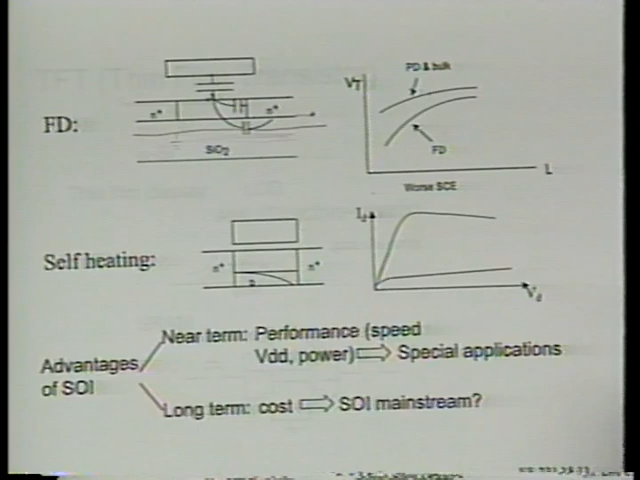 FD:
n+
n+
SiO2
VT
PD & bulk
FD
L
Worse SCE
Self heating:
n+
n+
P
Id
Vd
Advantages
of SOI
Near term: Performance (speed
Vdd, power) ⇒ Special applications
Long term: cost ⇒ SOI mainstream?